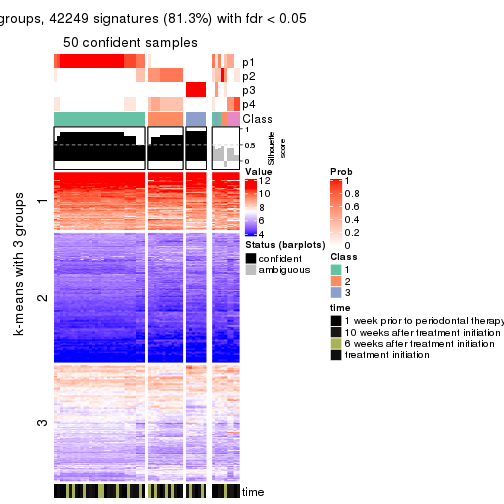 groups, 42249 signatures (81.3%) with fdr < 0.05
50 confident samples
p1
p2
p3
p4
Class
1
0.5
0
Silhouette
score
k-means with 3 groups
1
2
3
time
Value
12
10
8
6
4
Status (barplots)
confident
ambiguous
Prob
1
0.8
0.6
0.4
0.2
0
Class
1
2
3
time
1 week prior to periodontal therapy
10 weeks after treatment initiation
6 weeks after treatment initiation
treatment initiation